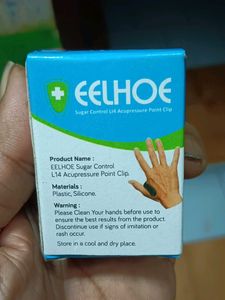 EELHOE
Sugar Control Li4 Acupressure Point Clip
Product Name :
EELHOE Sugar Control
L14 Acupressure Point Clip.
Materials :
Plastic, Silicone.
Warning :
Please Clean Your hands before use to
ensure the best results from the product.
Discontinue use if signs of imitation or
rash occur.
Store in a cool and dry place.